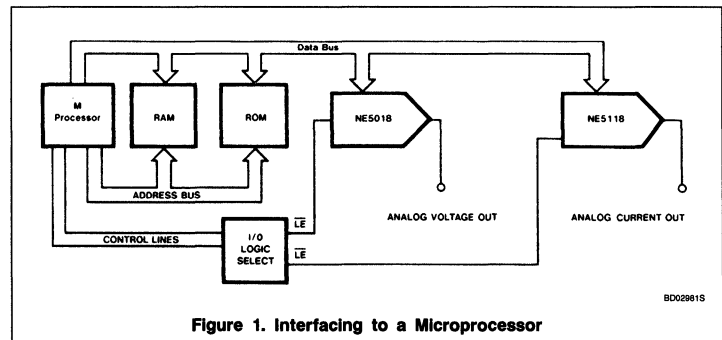 Data Bus
M
Processor
RAM
ROM
NE5018
NE5118
ADDRESS BUS
CONTROL LINES
I/O
LOGIC
SELECT
LE
LE
ANALOG VOLTAGE OUT
ANALOG CURRENT OUT
BD02981S
Figure 1. Interfacing to a Microprocessor